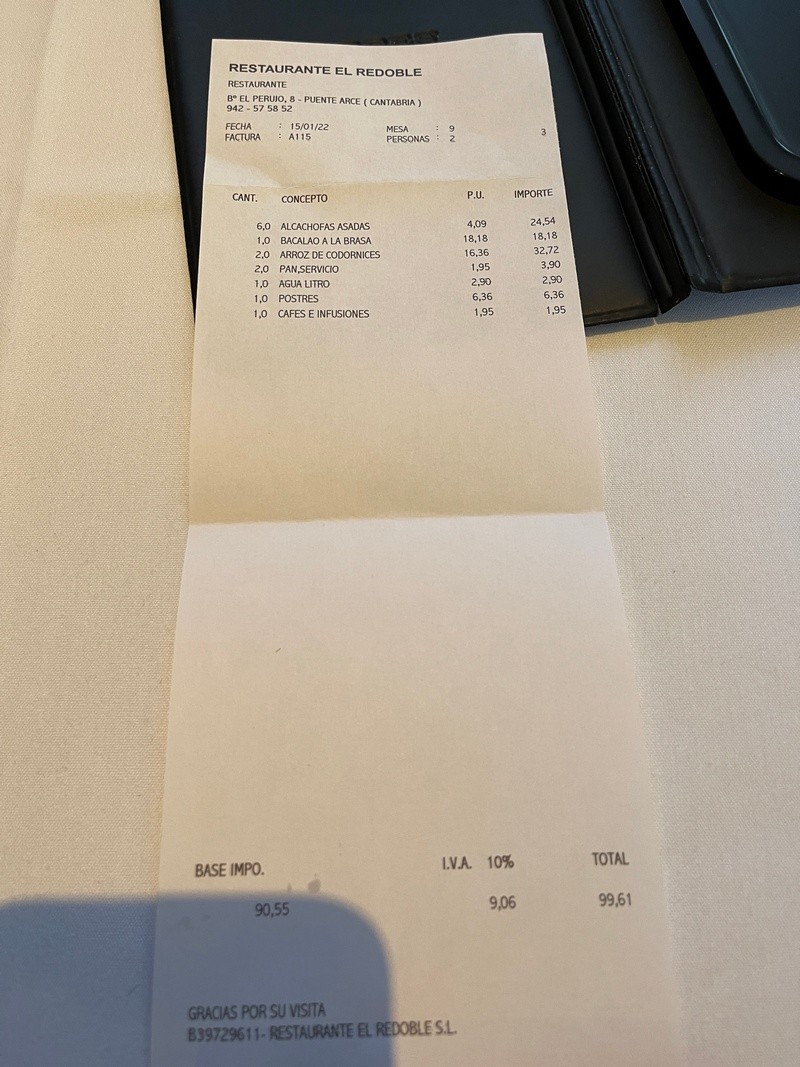 RESTAURANTE EL REDOBLE
RESTAURANTE
Bº EL PERUJO, 8 - PUENTE ARCE ( CANTABRIA )
942 - 57 58 52
FECHA : 15/01/22 MESA : 9 3
FACTURA : A115 PERSONAS : 2
CANT. CONCEPTO P.U. IMPORTE
6,0 ALCACHOFAS ASADAS 4,09 24,54
1,0 BACALAO A LA BRASA 18,18 18,18
2,0 ARROZ DE CODORNICES 16,36 32,72
2,0 PAN,SERVICIO 1,95 3,90
1,0 AGUA LITRO 2,90 2,90
1,0 POSTRES 6,36 6,36
1,0 CAFES E INFUSIONES 1,95 1,95
BASE IMPO. I.V.A. 10% TOTAL
90,55 9,06 99,61
GRACIAS POR SU VISITA
B39729611- RESTAURANTE EL REDOBLE S.L.